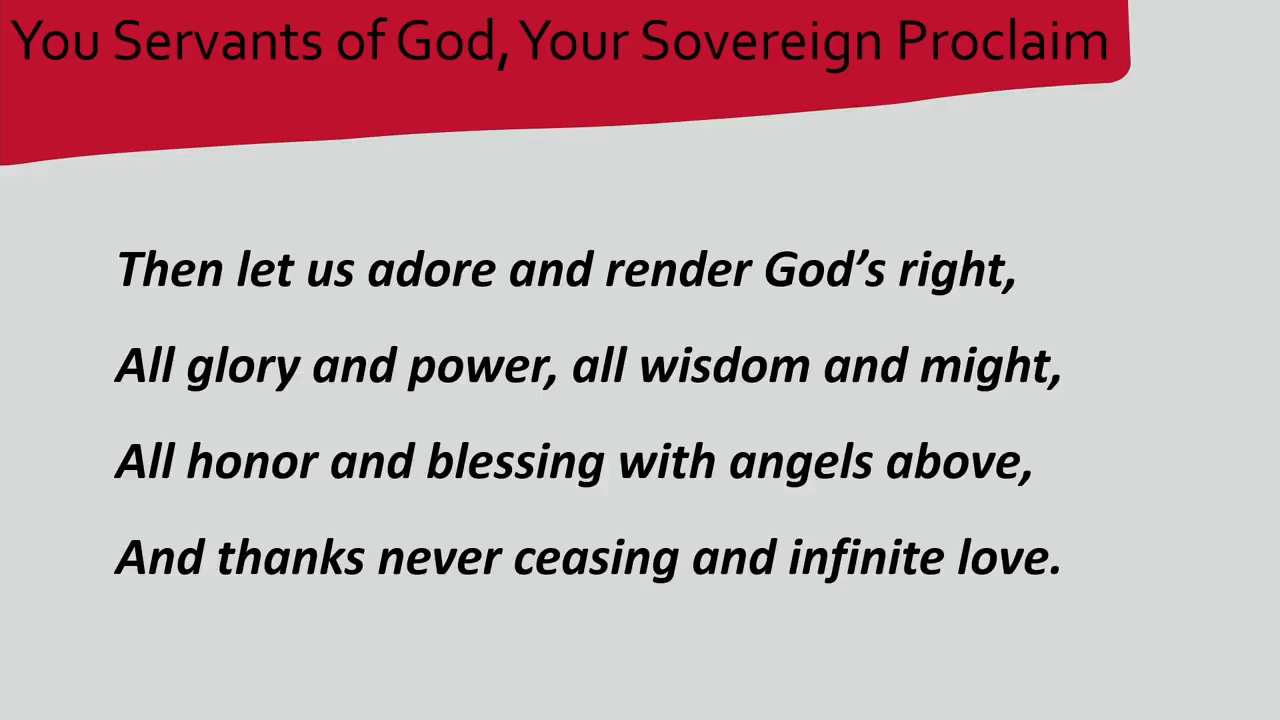 You Servants of God, Your Sovereign Proclaim
Then let us adore and render God’s right,
All glory and power, all wisdom and might,
All honor and blessing with angels above,
And thanks never ceasing and infinite love.